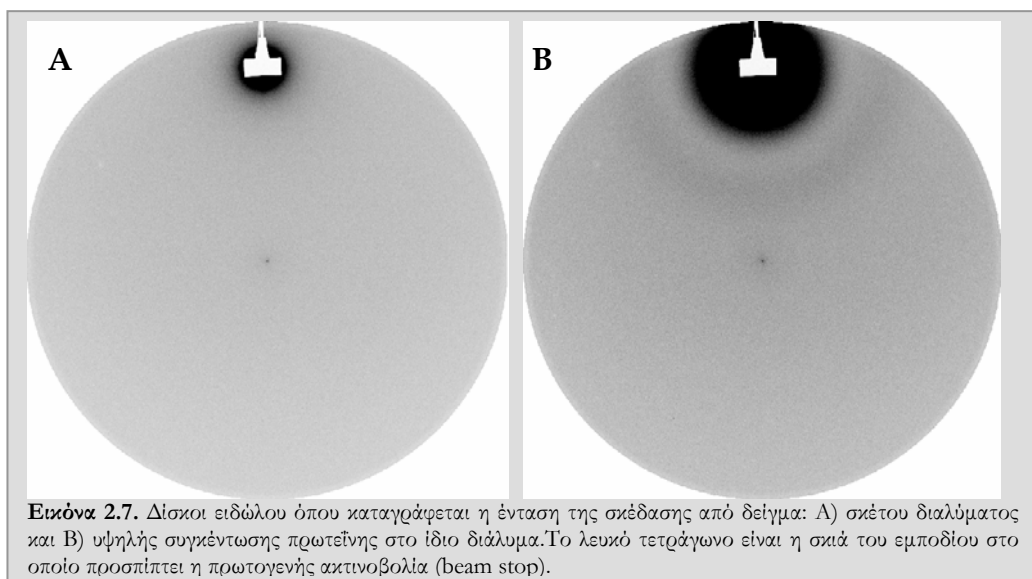 A
B
Εικόνα 2.7. Δίσκοι ειδώλου όπου καταγράφεται η ένταση της σκέδασης από δείγμα: Α) σκέτου διαλύματος
και Β) υψηλής συγκέντωσης πρωτεΐνης στο ίδιο διάλυμα.Το λευκό τετράγωνο είναι η σκιά του εμποδίου στο
οποίο προσπίπτει η πρωτογενής ακτινοβολία (beam stop).